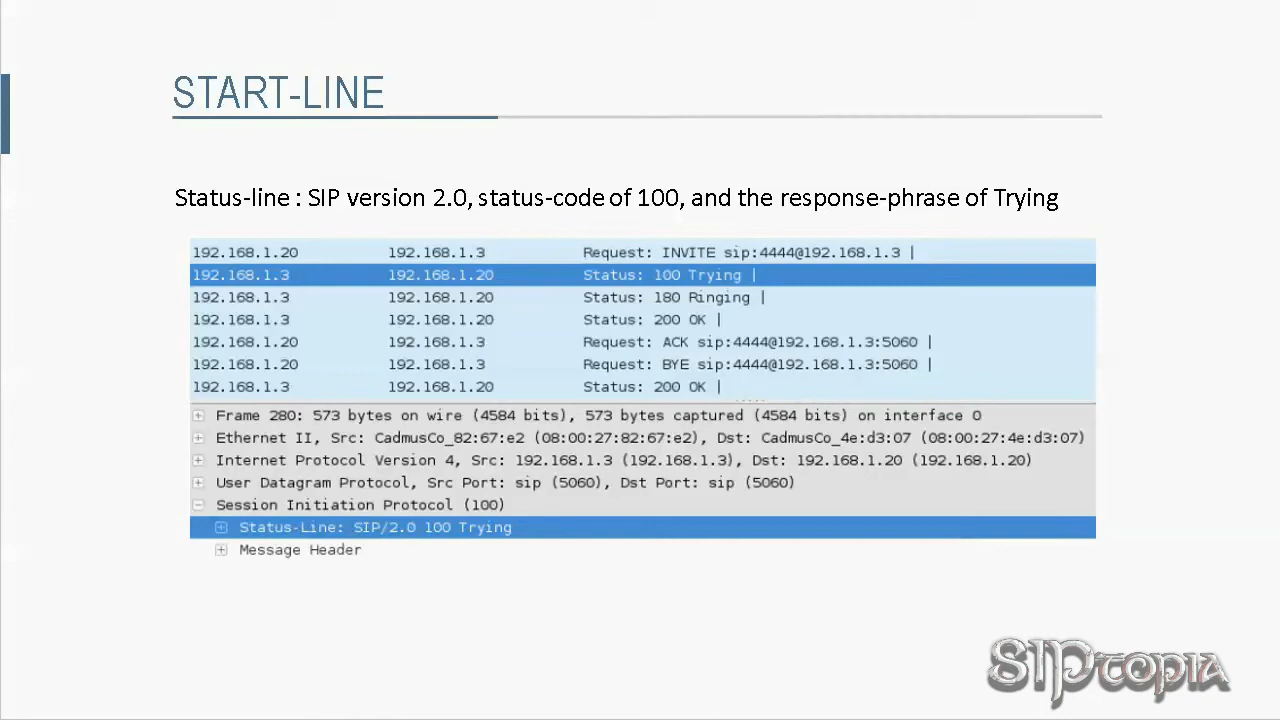 START-LINE
Status-line : SIP version 2.0, status-code of 100, and the response-phrase of Trying
192.168.1.20 192.168.1.3 Request: INVITE sip:4444@192.168.1.3 |
192.168.1.3 192.168.1.20 Status: 100 Trying |
192.168.1.3 192.168.1.20 Status: 180 Ringing |
192.168.1.3 192.168.1.20 Status: 200 OK |
192.168.1.20 192.168.1.3 Request: ACK sip:4444@192.168.1.3:5060 |
192.168.1.20 192.168.1.3 Request: BYE sip:4444@192.168.1.3:5060 |
192.168.1.3 192.168.1.20 Status: 200 OK |
Frame 280: 573 bytes on wire (4584 bits), 573 bytes captured (4584 bits) on interface 0
Ethernet II, Src: CadmusCo_82:67:e2 (08:00:27:82:67:e2), Dst: CadmusCo_4e:d3:07 (08:00:27:4e:d3:07)
Internet Protocol Version 4, Src: 192.168.1.3 (192.168.1.3), Dst: 192.168.1.20 (192.168.1.20)
User Datagram Protocol, Src Port: sip (5060), Dst Port: sip (5060)
Session Initiation Protocol (100)
Status-Line: SIP/2.0 100 Trying
Message Header
SIPtopia